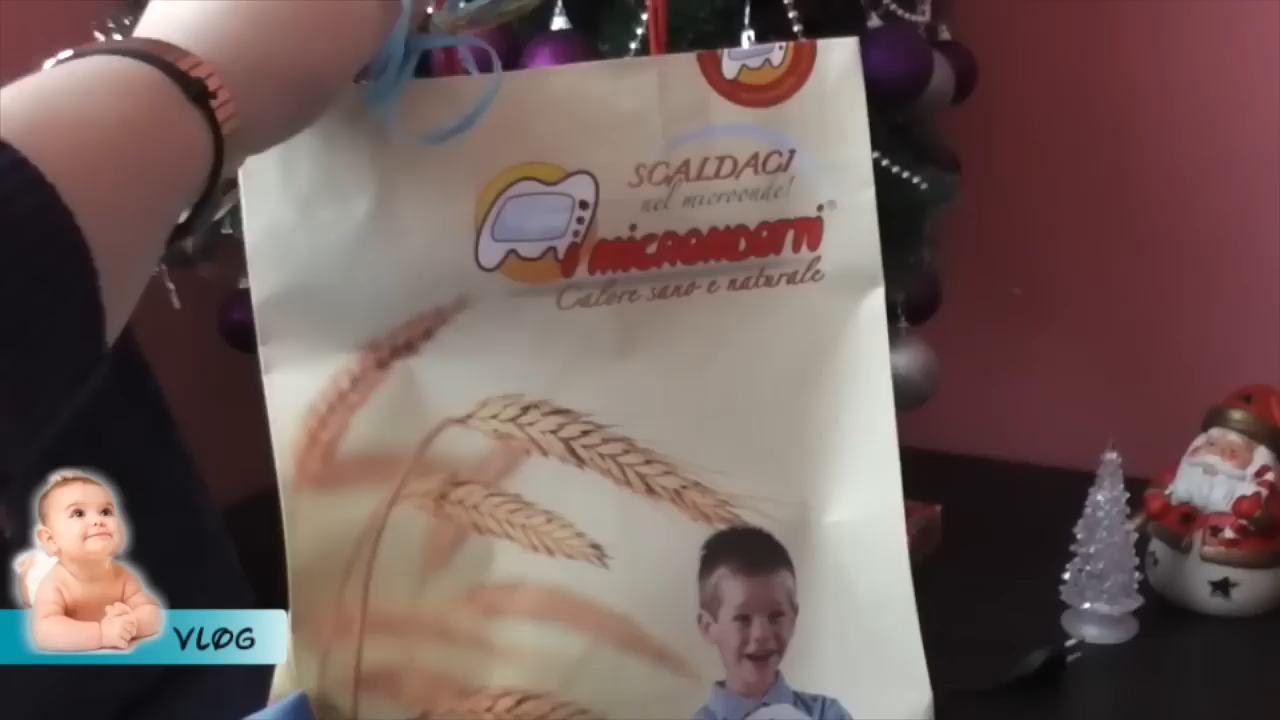 SCALDACI
nel microonde!
I MICROONDOTTI®
Calore sano e naturale
VLOG